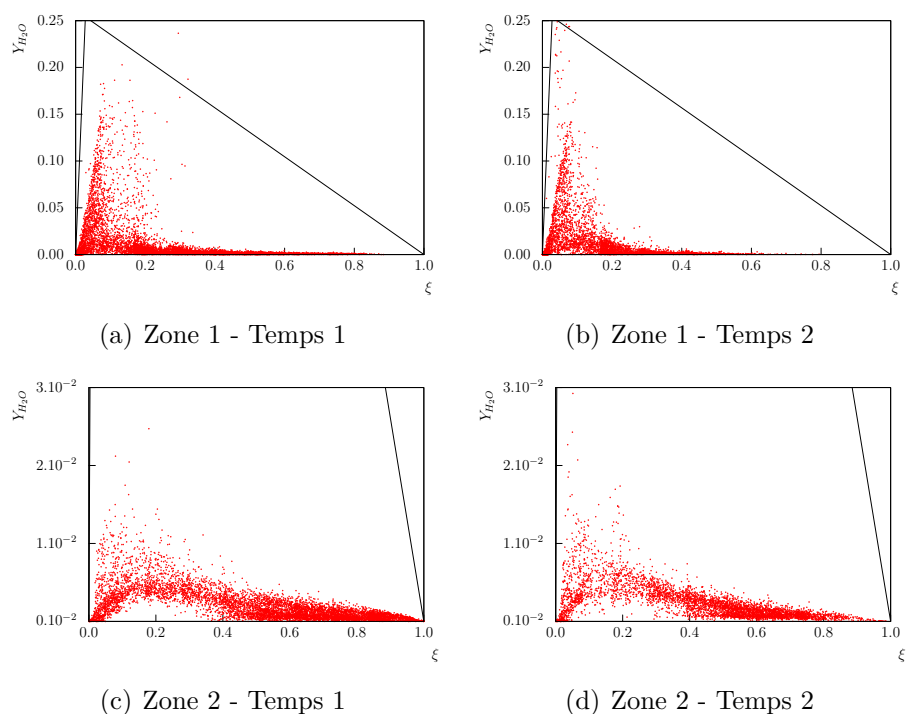 0.25 0.25
Y_{H_2O} Y_{H_2O}
0.20 0.20
0.15 0.15
0.10 0.10
0.05 0.05
0.00 0.00
0.0 0.2 0.4 0.6 0.8 1.0 0.0 0.2 0.4 0.6 0.8 1.0
ξ ξ
(a) Zone 1 - Temps 1 (b) Zone 1 - Temps 2
3.10⁻² 3.10⁻²
Y_{H_2O} Y_{H_2O}
2.10⁻² 2.10⁻²
1.10⁻² 1.10⁻²
0.10⁻² 0.10⁻²
0.0 0.2 0.4 0.6 0.8 1.0 0.0 0.2 0.4 0.6 0.8 1.0
ξ ξ
(c) Zone 2 - Temps 1 (d) Zone 2 - Temps 2